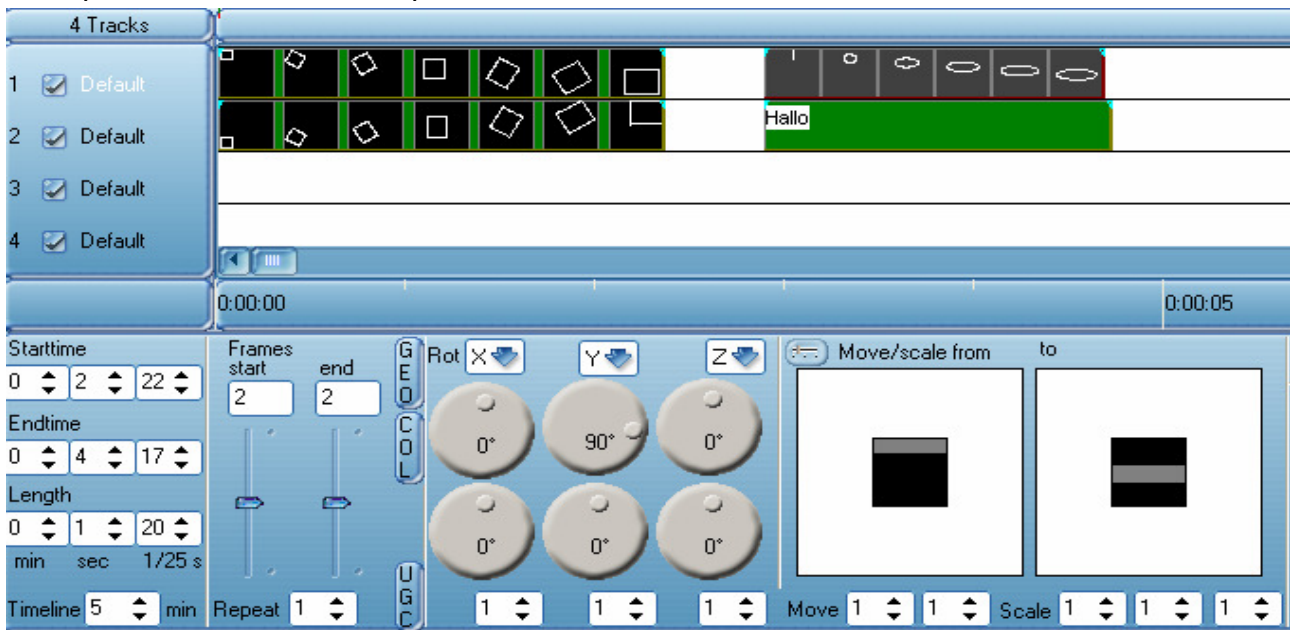 4 Tracks
1 Default
2 Default
3 Default
4 Default
Hallo
0:00:00
0:00:05
Starttime
0 2 22
Endtime
0 4 17
Length
0 1 20
min sec 1/25 s
Timeline 5 min
Frames
start end
2 2
Repeat 1
GEO
COL
UGC
Rot X Y Z
0° 90° 0°
0° 0° 0°
1 1 1
Move/scale from to
Move 1 1 Scale 1 1 1